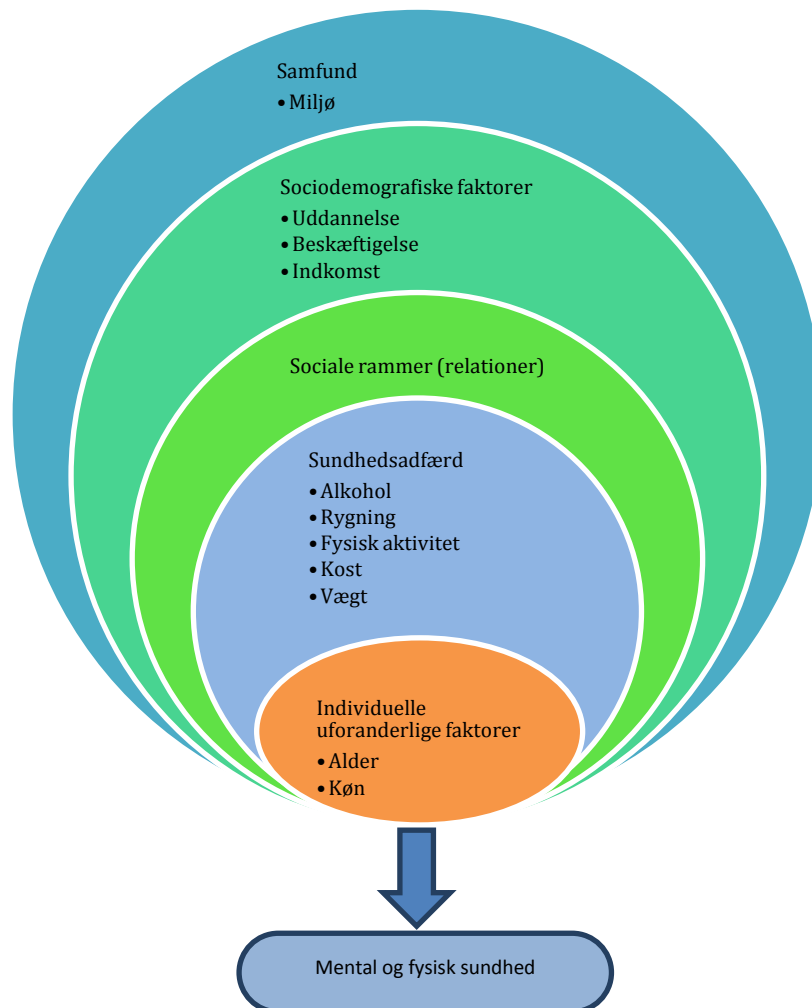 Samfund
• Miljø
Sociodemografiske faktorer
• Uddannelse
• Beskæftigelse
• Indkomst
Sociale rammer (relationer)
Sundhedsadfærd
• Alkohol
• Rygning
• Fysisk aktivitet
• Kost
• Vægt
Individuelle
uforanderlige faktorer
• Alder
• Køn
Mental og fysisk sundhed